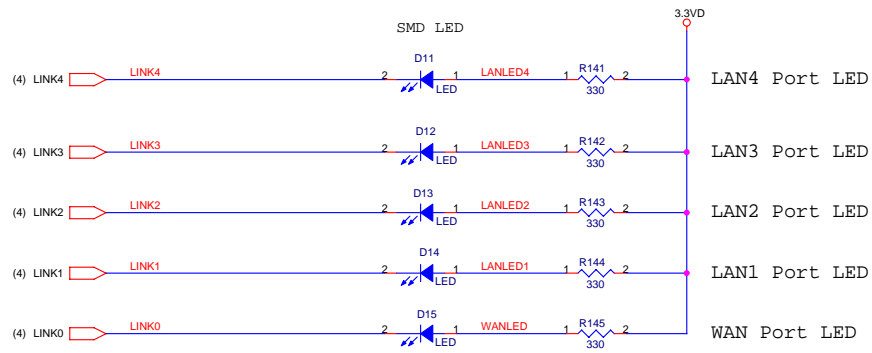 3.3VD
SMD LED
(4) LINK4 LINK4 2 D11 1 LED LANLED4 1 R141 2 330 LAN4 Port LED
(4) LINK3 LINK3 2 D12 1 LED LANLED3 1 R142 2 330 LAN3 Port LED
(4) LINK2 LINK2 2 D13 1 LED LANLED2 1 R143 2 330 LAN2 Port LED
(4) LINK1 LINK1 2 D14 1 LED LANLED1 1 R144 2 330 LAN1 Port LED
(4) LINK0 LINK0 2 D15 1 LED WANLED 1 R145 2 330 WAN Port LED